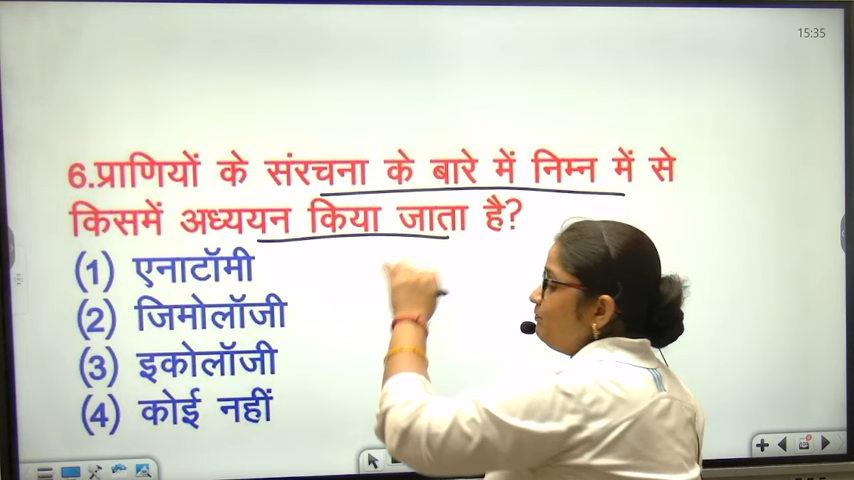 15:35
6.प्राणियों के संरचना के बारे में निम्न में से
किसमें अध्ययन किया जाता है?
(1) एनाटॉमी
(2) जिमोलॉजी
(3) इकोलॉजी
(4) कोई नहीं